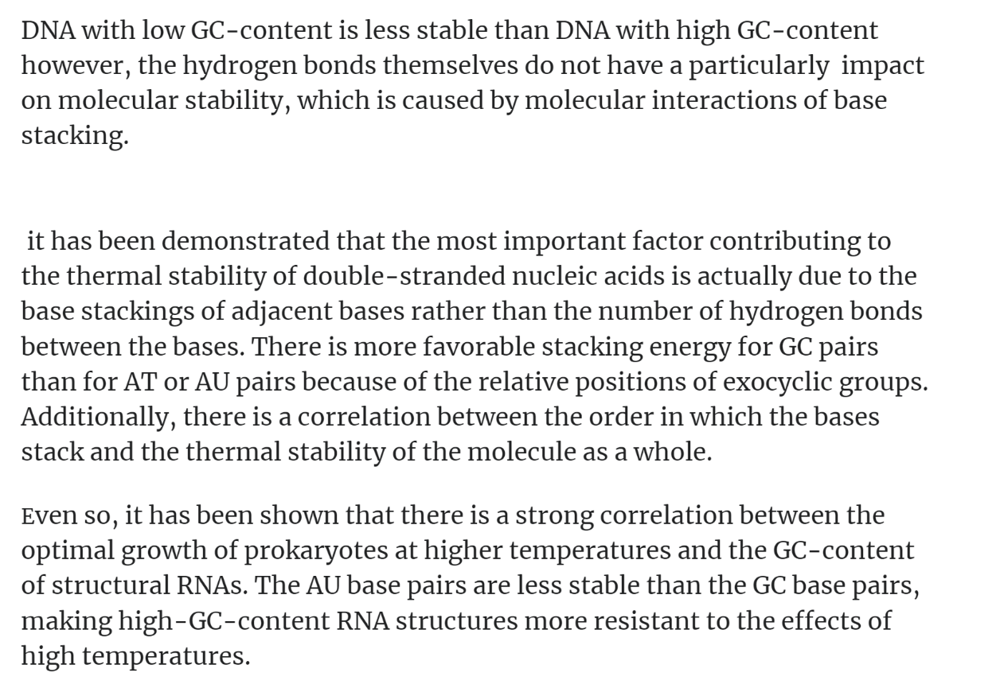 DNA with low GC-content is less stable than DNA with high GC-content
however, the hydrogen bonds themselves do not have a particularly  impact
on molecular stability, which is caused by molecular interactions of base
stacking.
it has been demonstrated that the most important factor contributing to
the thermal stability of double-stranded nucleic acids is actually due to the
base stackings of adjacent bases rather than the number of hydrogen bonds
between the bases. There is more favorable stacking energy for GC pairs
than for AT or AU pairs because of the relative positions of exocyclic groups.
Additionally, there is a correlation between the order in which the bases
stack and the thermal stability of the molecule as a whole.
Even so, it has been shown that there is a strong correlation between the
optimal growth of prokaryotes at higher temperatures and the GC-content
of structural RNAs. The AU base pairs are less stable than the GC base pairs,
making high-GC-content RNA structures more resistant to the effects of
high temperatures.